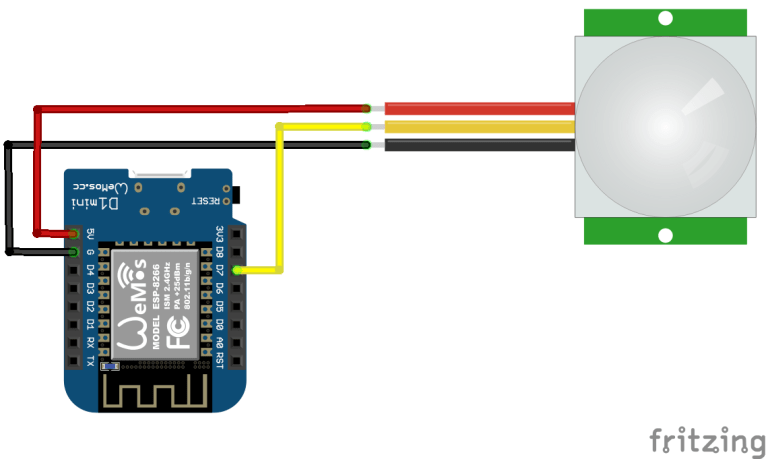 WeMos.cc
D1mini
RESET
5V
G
D4
D3
D2
D1
RX
TX
3V3
D8
D7
D6
D5
D0
A0
RST
WeMos
MODEL ESP-8266
ISM 2.4GHz
PA +25dBm
802.11b/g/n
FC
fritzing